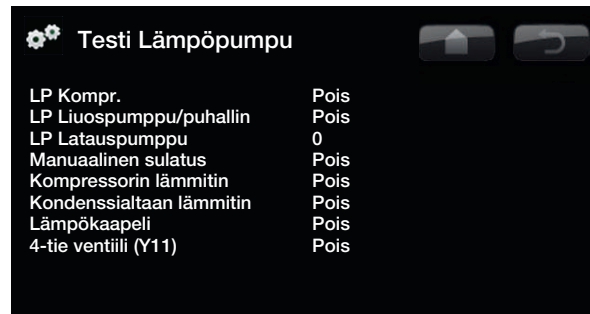 Testi Lämpöpumpu
LP Kompr. Pois
LP Liuospumppu/puhallin Pois
LP Latauspumppu 0
Manuaalinen sulatus Pois
Kompressorin lämmitin Pois
Kondenssialtaan lämmitin Pois
Lämpökaapeli Pois
4-tie ventiili (Y11) Pois